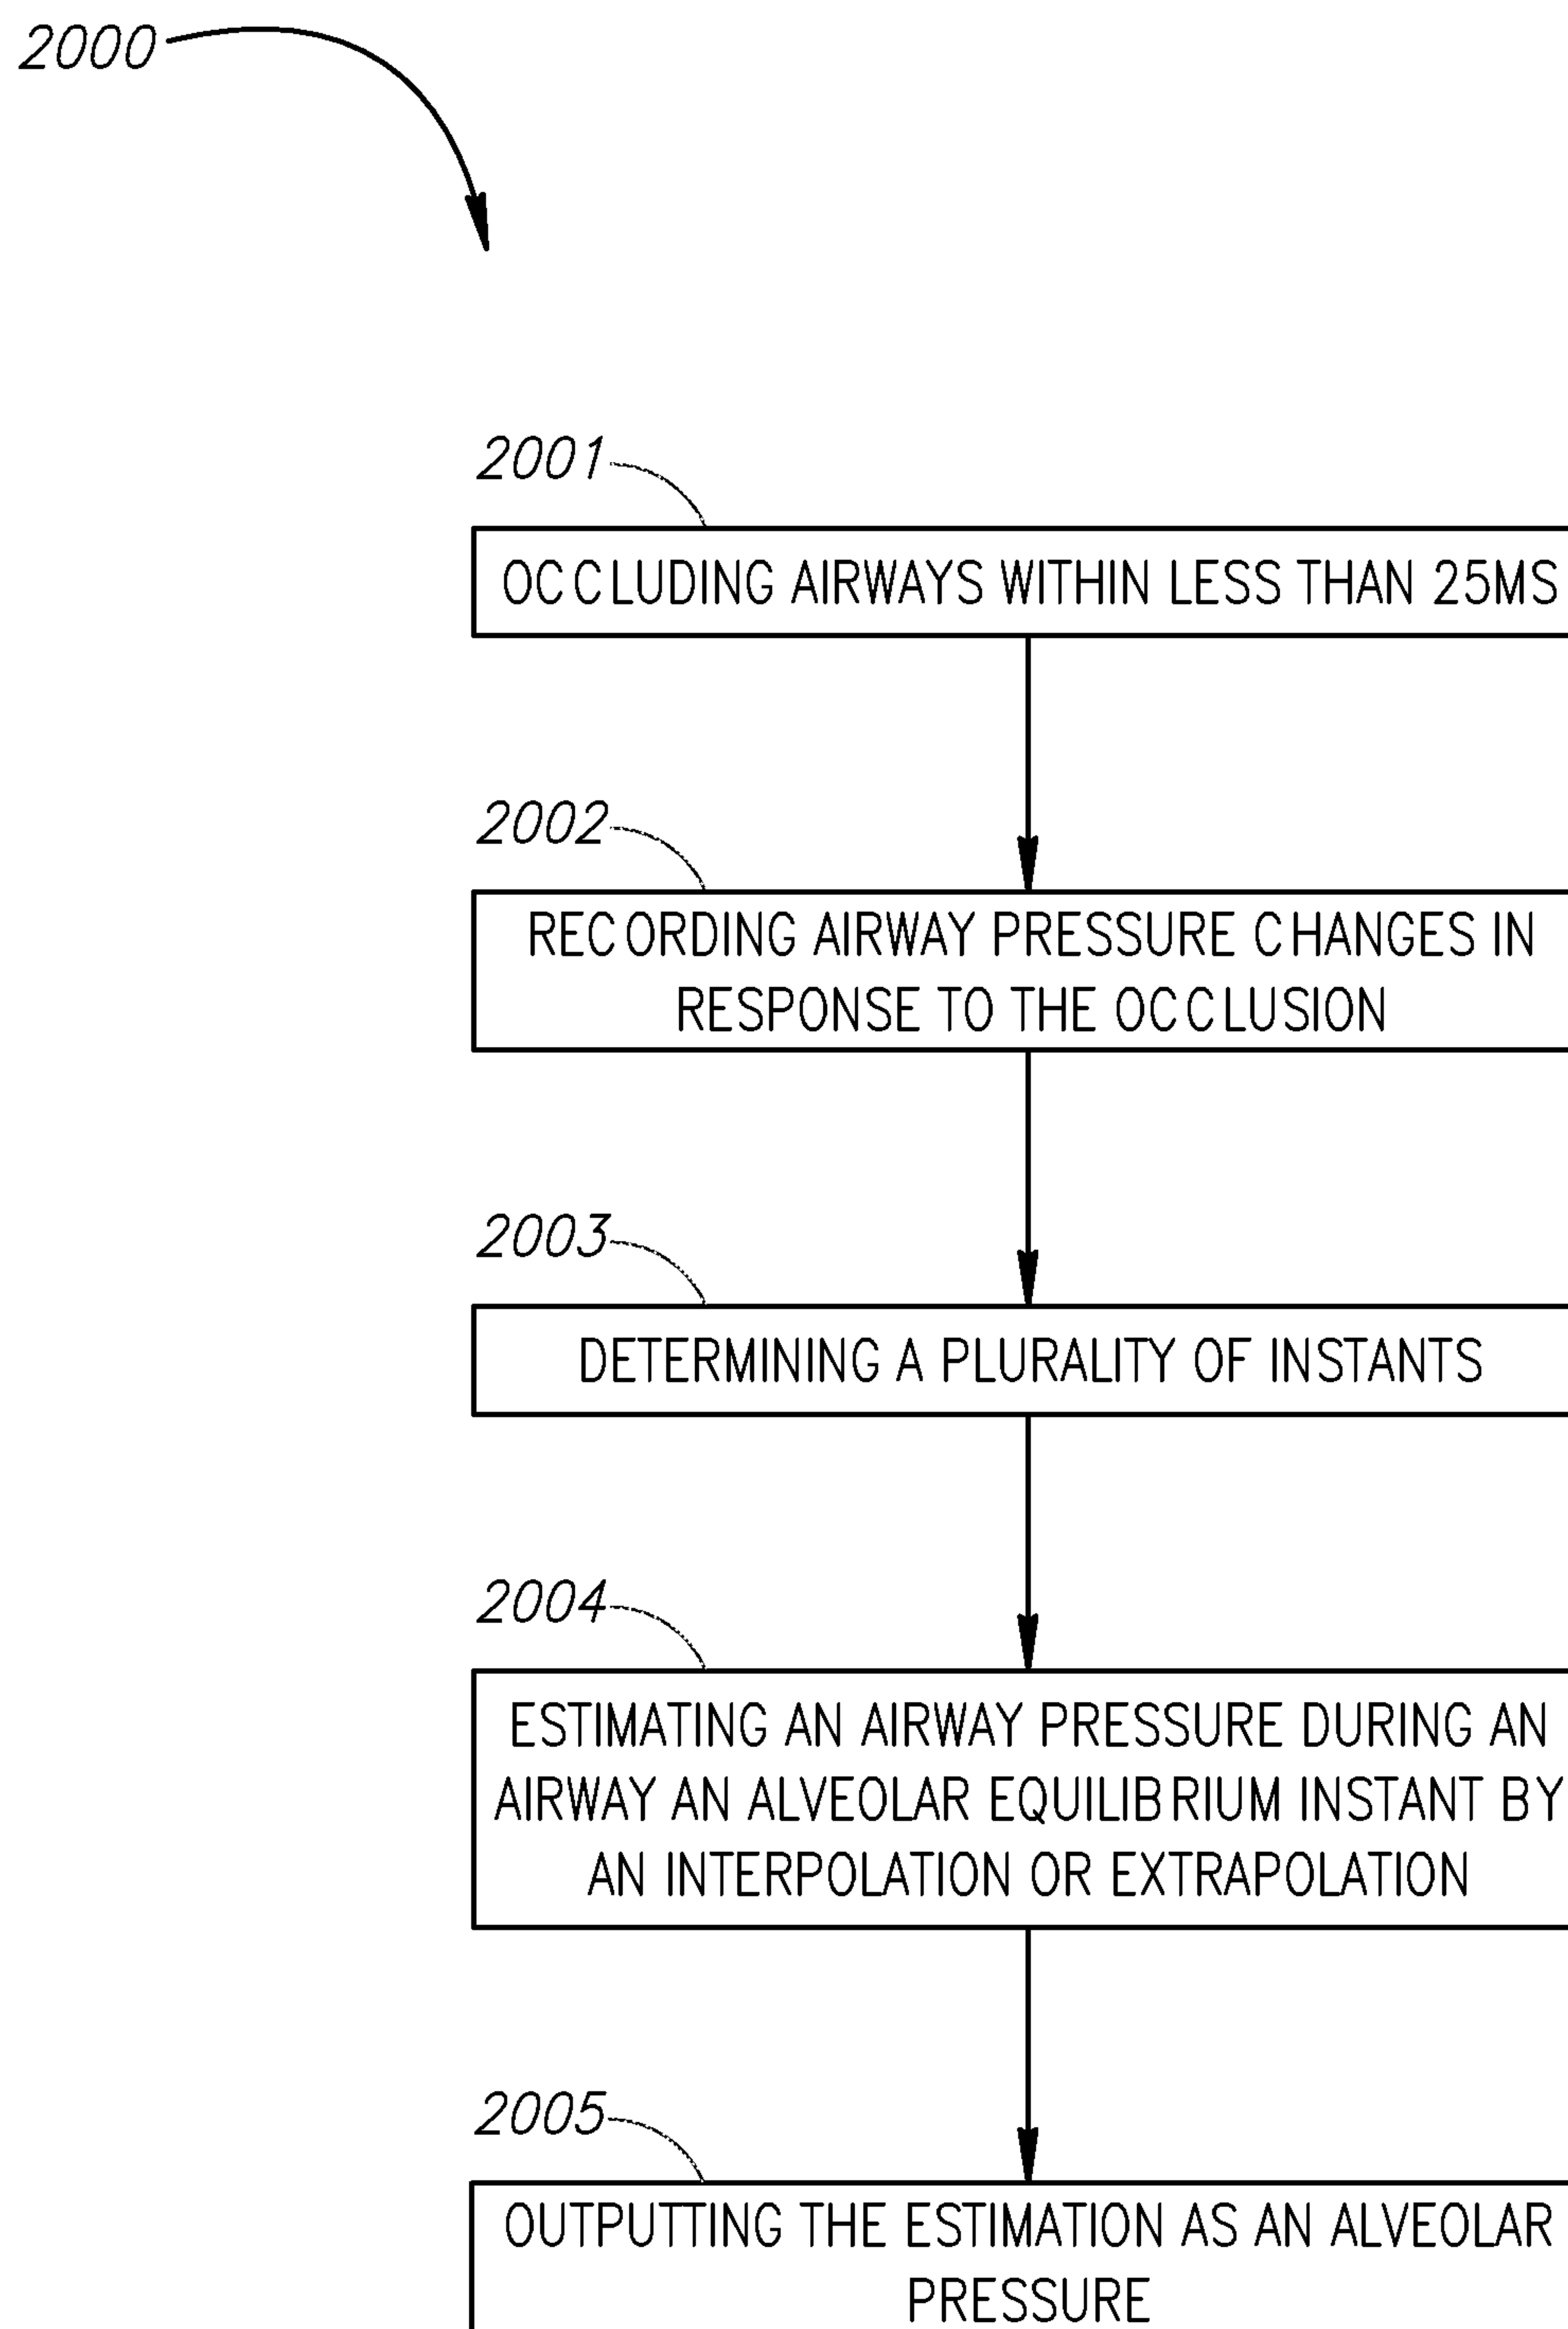 2000
2001
OCCLUDING AIRWAYS WITHIN LESS THAN 25MS
2002
RECORDING AIRWAY PRESSURE CHANGES IN
RESPONSE TO THE OCCLUSION
2003
DETERMINING A PLURALITY OF INSTANTS
2004
ESTIMATING AN AIRWAY PRESSURE DURING AN
AIRWAY AN ALVEOLAR EQUILIBRIUM INSTANT BY
AN INTERPOLATION OR EXTRAPOLATION
2005
OUTPUTTING THE ESTIMATION AS AN ALVEOLAR
PRESSURE